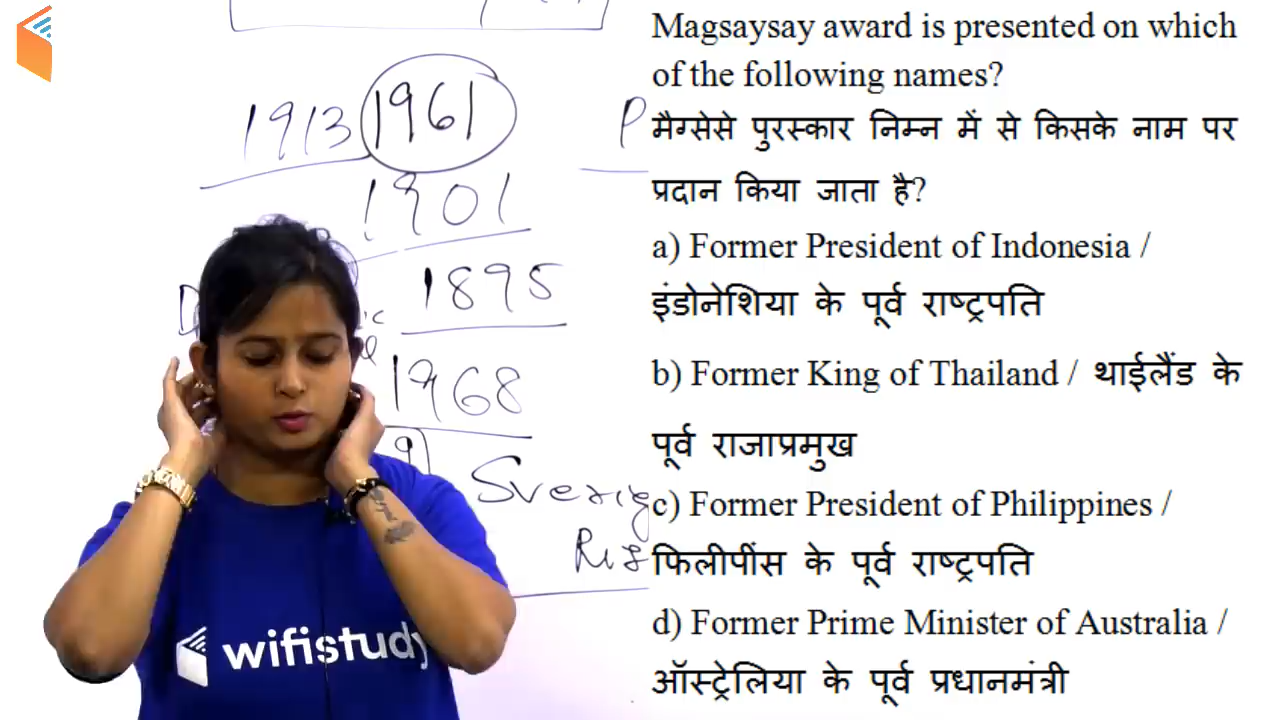 Magsaysay award is presented on which
of the following names?
मैग्सेसे पुरस्कार निम्न में से किसके नाम पर
प्रदान किया जाता है?
a) Former President of Indonesia /
इंडोनेशिया के पूर्व राष्ट्रपति
b) Former King of Thailand / थाईलैंड के
पूर्व राजाप्रमुख
c) Former President of Philippines /
फिलीपींस के पूर्व राष्ट्रपति
d) Former Prime Minister of Australia /
ऑस्ट्रेलिया के पूर्व प्रधानमंत्री
1913 1961
P
1901
1895
1968
9
wifistudy